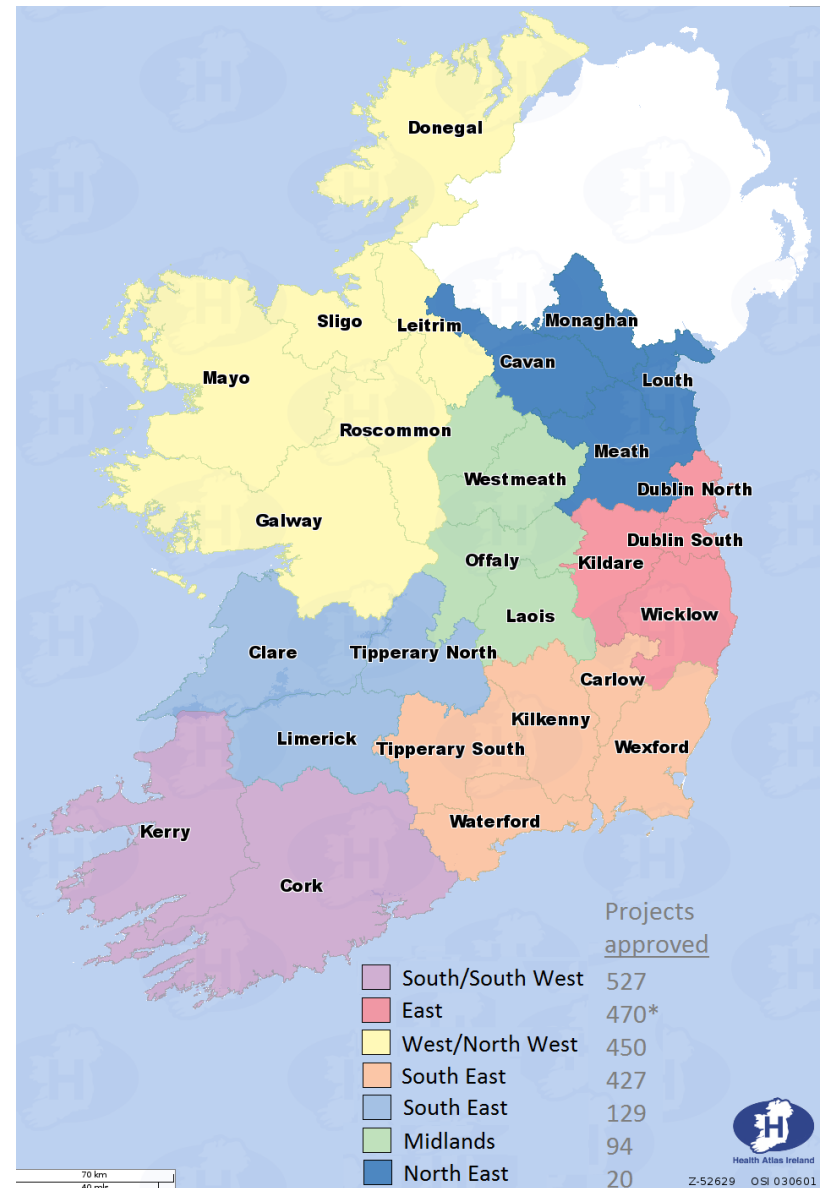 Donegal
Monaghan
Sligo
Leitrim
Cavan
Mayo
Louth
Roscommon
Meath
Westmeath
Dublin North
Galway
Dublin South
Offaly
Kildare
Laois
Wicklow
Clare
Tipperary North
Carlow
Kilkenny
Limerick
Tipperary South
Wexford
Waterford
Kerry
Cork
Projects
approved
South/South West 527
East 470*
West/North West 450
South East 427
South East 129
Midlands 94
North East 20
Health Atlas Ireland
70 km
40 mls
Z-52629 OSI 030601